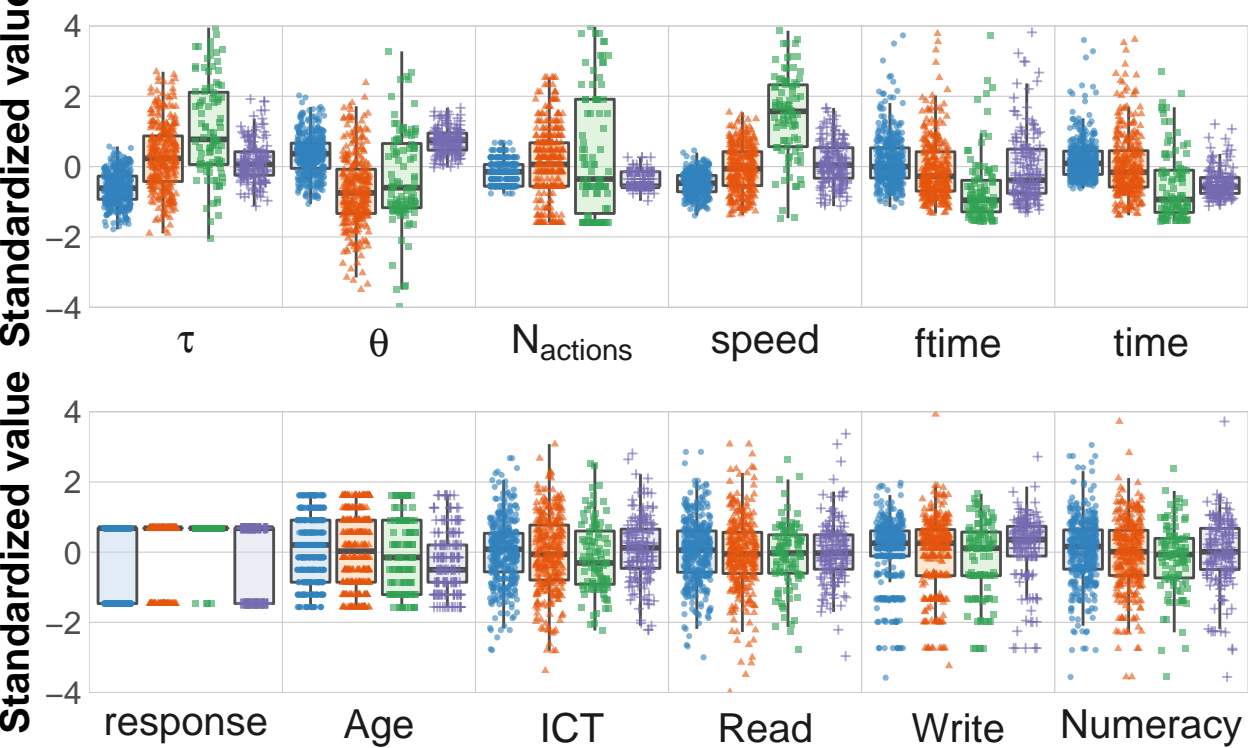 Standardized value
4
2
0
−2
−4
τ
θ
N actions
speed
ftime
time
Standardized value
4
2
0
−2
−4
response
Age
ICT
Read
Write
Numeracy